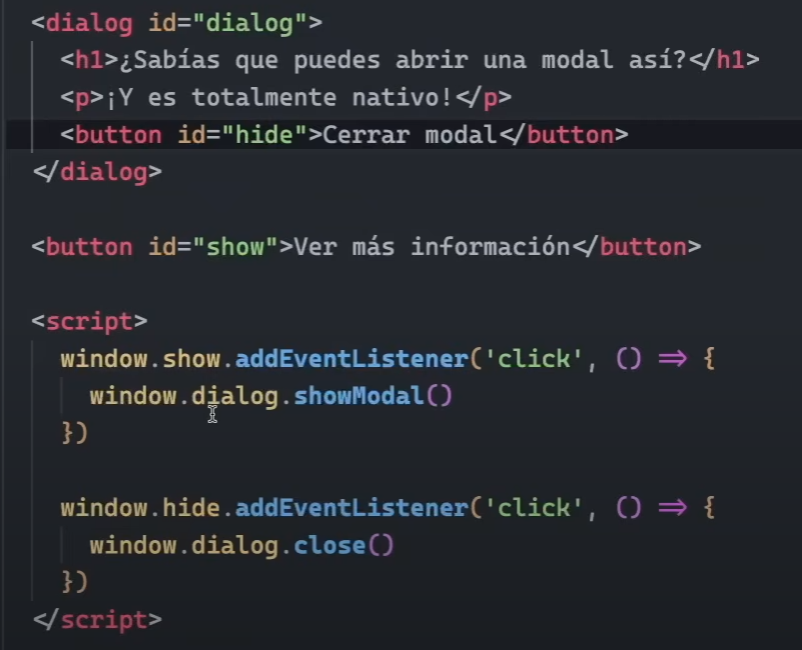 <dialog id="dialog">
<h1>¿Sabías que puedes abrir una modal así?</h1>
<p>¡Y es totalmente nativo!</p>
<button id="hide">Cerrar modal</button>
</dialog>
<button id="show">Ver más información</button>
<script>
window.show.addEventListener('click', () => {
window.dialog.showModal()
})
window.hide.addEventListener('click', () => {
window.dialog.close()
})
</script>